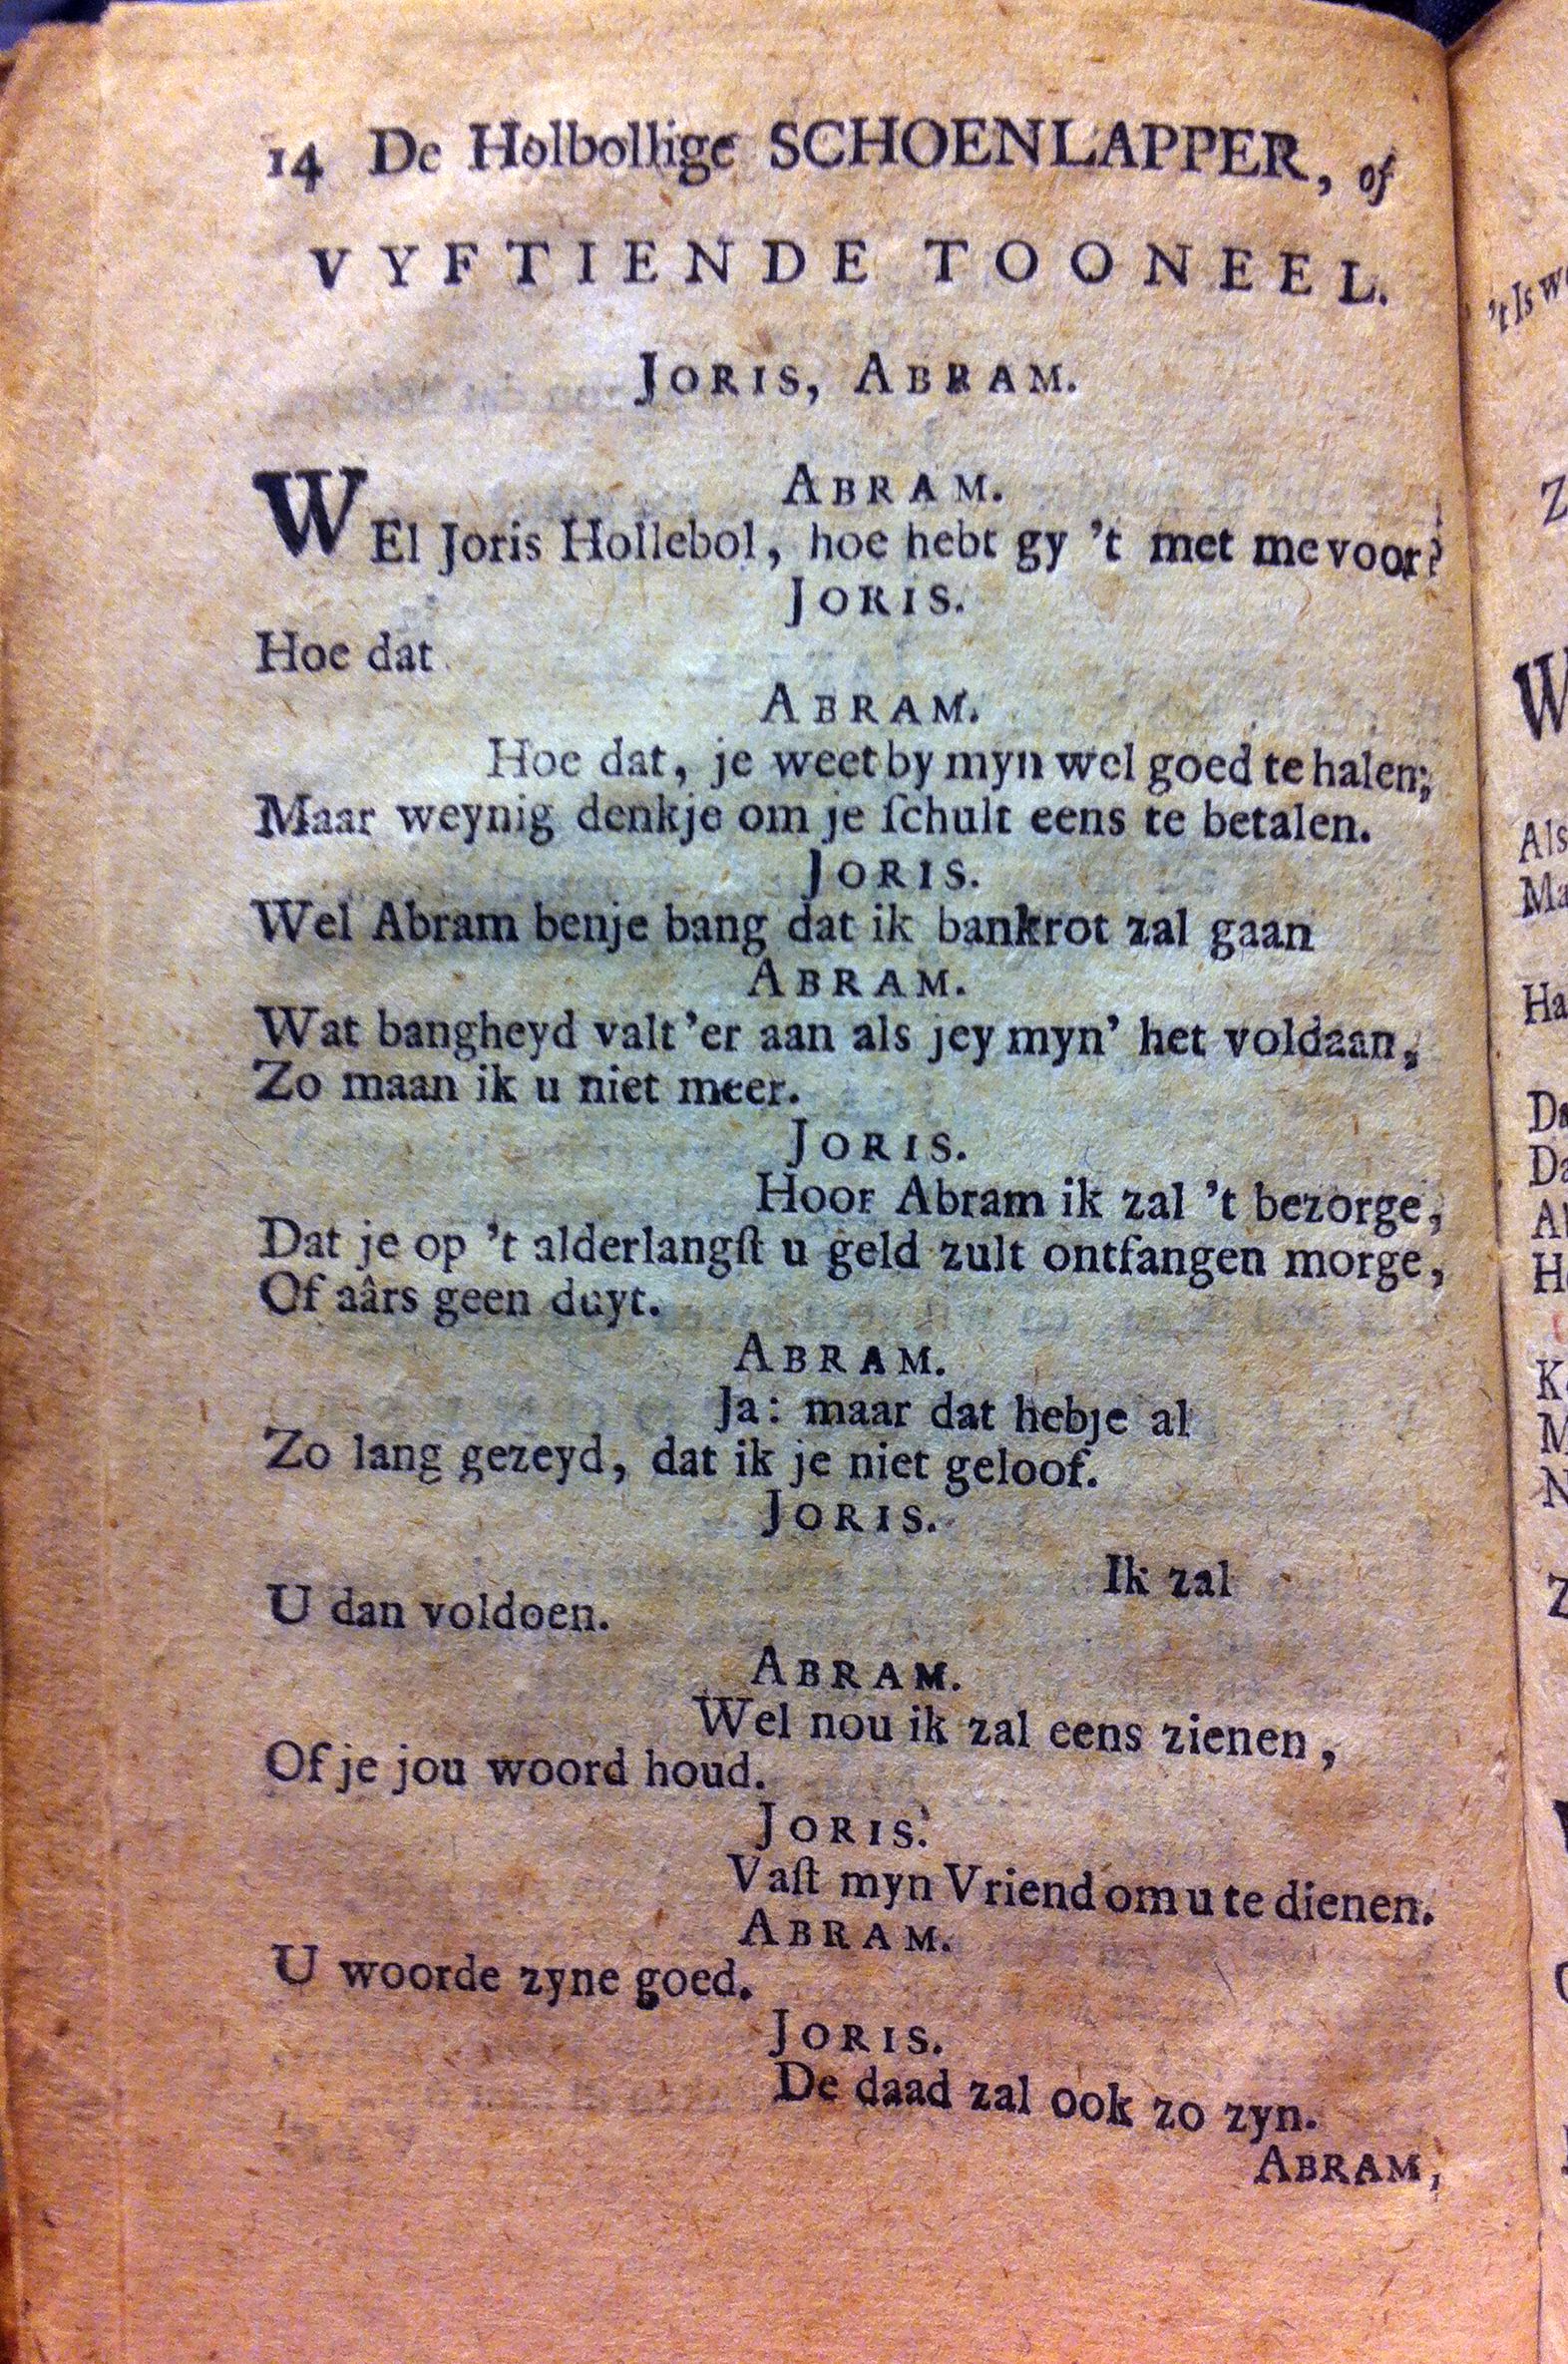 14 De Holbollige SCHOENLAPPER, of
VYFTIENDE TOONEEL.
JORIS, ABRAM.
ABRAM.
WEl Joris Hollebol, hoe hebt gy 't met me voor?
JORIS.
Hoe dat
ABRAM.
Hoe dat, je weet by myn wel goed te halen;
Maar weynig denkje om je ſchult eens te betalen.
JORIS.
Wel Abram benje bang dat ik bankrot zal gaan
ABRAM.
Wat bangheyd valt 'er aan als jey myn' het voldaan,
Zo maan ik u niet meer.
JORIS.
Hoor Abram ik zal 't bezorge,
Dat je op 't alderlangſt u geld zult ontfangen morge,
Of aârs geen duyt.
ABRAM.
Ja: maar dat hebje al
Zo lang gezeyd, dat ik je niet geloof.
JORIS.
Ik zal
U dan voldoen.
ABRAM.
Wel nou ik zal eens zienen,
Of je jou woord houd.
JORIS.
Vaſt myn Vriend om u te dienen.
ABRAM.
U woorde zyne goed.
JORIS.
De daad zal ook zo zyn.
ABRAM,
't Is
Als